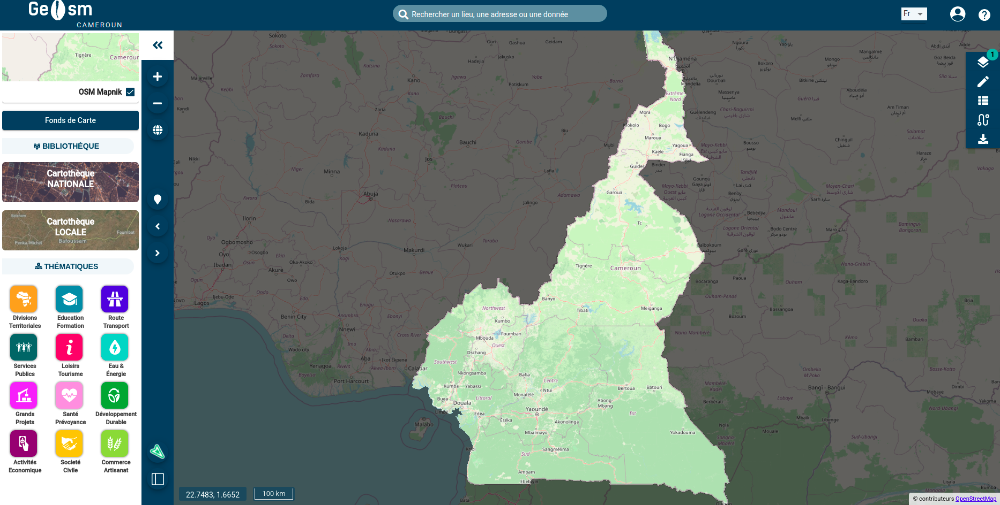 Geosm
CAMEROUN
Rechercher un lieu, une adresse ou une donnée
Fr
Tignère
Cameroun
OSM Mapnik
Fonds de Carte
BIBLIOTHÈQUE
Cartothèque
NATIONALE
Cartothèque
LOCALE
Foumbot
Penka-Michel
Bafoussam
THÉMATIQUES
Divisions
Territoriales
Education
Formation
Route
Transport
Services
Publics
Loisirs
Tourisme
Eau &
Énergie
Grands
Projets
Santé
Prévoyance
Développement
Durable
Activités
Economique
Societé
Civile
Commerce
Artisanat
1
Sokoto
Sokoto
Guri
Gashua
Geidam
Jakusko
Hadejia
Katsina
Malanville
Zamfara
Kano
Kano
Jigawa
Yobe
Potiskum
Borno
Kandi
Zaria
Bauchi
Kaduna
Kaduna
Bauchi
Gombe
Biu
Mubi
Nikki
Jos
Niger
Minna
Lafia
Plateau
Abuja
Kwara
Bida
Adamawa
Jalingo
Ilorin
Nasarawa
Oyo
Ogbomosho
Oyo
Osogbo
Ekiti
Lokoja
Kogi
Makurdi
Wukari
Taraba
Ibadan
Osun
Oka-Akoko
Akure
Owo
Otukpo
Benue
Ogun
Ijebu-Ode
Ondo
Edo
Lagos
Enugu
Benin City
Anambra
Ebonyi
Nnewi
Delta
Imo
Abia
Cross River
Wado city
Aba
Ikot Ekpene
Yenagoa
Rivers
Akwa-Ibom
Calabar
Bayelsa
Port Harcourt
Malabo
N'Djaména
Mandelia
Extrême-
Nord
Mora
Mokolo
Bogo
Maroua
Yagoua
Kaele
Fianga
Guider
Binder
Garoua
Tc
Tignère
Cameroun
Banyo
Tibati
Meiganga
Northwest
Kumbo
Foumban
Mbouda
Ouest
Dschang
Southwest
Nkongsamba
Bafia
Kumba
Yabassi
Centre
Ntui
Bertoua
Batouri
Buea
Littoral
Monatélé
Douala
Limbe
Abong-
Mbang
Edéa
Yaoundé
Est
Éséka
Akonolinga
Mbalmayo
Yokadouma
Kribi
Sangmélima
Sud
Ambam
Ebebiyin
Bata
Ngoura
Bokoro
Mongo
Mangalmé
Abdi
Addé
Goz Beïda
Dourbali
Bitkine
Massenya
Aboudéïa
Guéra
Guélendeng
Chari-Baguirmi
Melfi
Am Timan
Salamat
Mayo-Kebbi
Est
Bousso
Chinguil
Haraze
Vakaga
Gounou
Gaya
Tandjilé
Mayo-Kebbi
Ouest
Laï
Moyen-Chari
Benoy
Sarh
Logone Occidental
Bébédjia
Mandoul
Logone Oriental
Bodo Centre
Maro
Bamingui-
Bangoran
Baïbokoum
Goré
Nana-Grébizi
Bocaranga
Paoua
Ouham
Kaga-Bandoro
Ouham-Pendé
Bria
Bossangoa
Bozoum
Ouaka
Nana-Mambéré
Kémo
Bambari
Ombella
M'Poko
Basse-Kotto
Mambéré-
Kadéï
Bangî - Bangui
Dimbi
Mobaye
Berbérati
Lobaye
Yakoma
Mbaïki
Nord-Ubangi
Libenge
Nola
Mouale
Sangha-
Mbaéré
Sud-Ubangi
Lisala
Bumba
Mongala
22.7483, 1.6652
100 km
© contributeurs OpenStreetMap